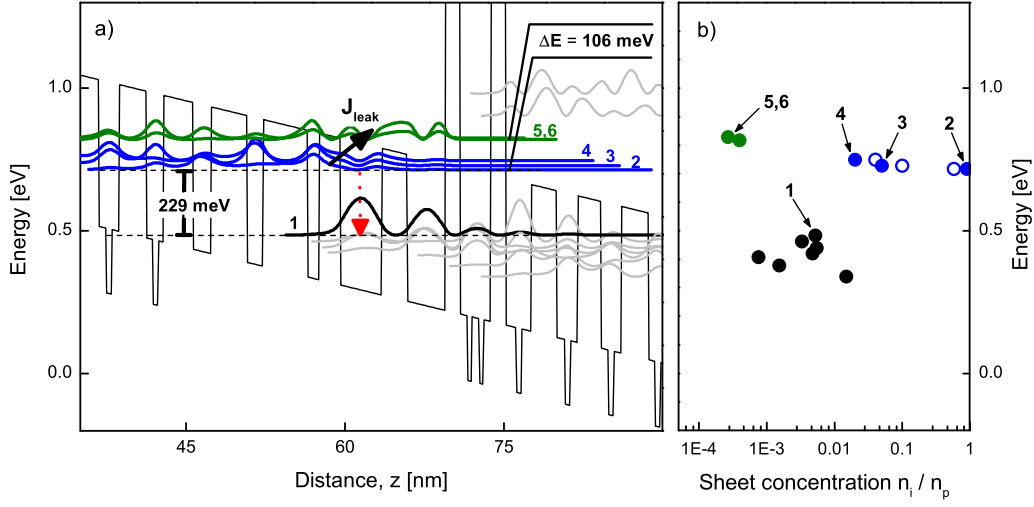 a)
ΔE = 106 meV
J_leak
5,6
4
3
2
229 meV
1
1.0
0.5
0.0
Energy [eV]
45
60
75
Distance, z [nm]
b)
5,6
4
3
2
1
1.0
0.5
0.0
Energy [eV]
1E-4
1E-3
0.01
0.1
1
Sheet concentration n_i / n_p